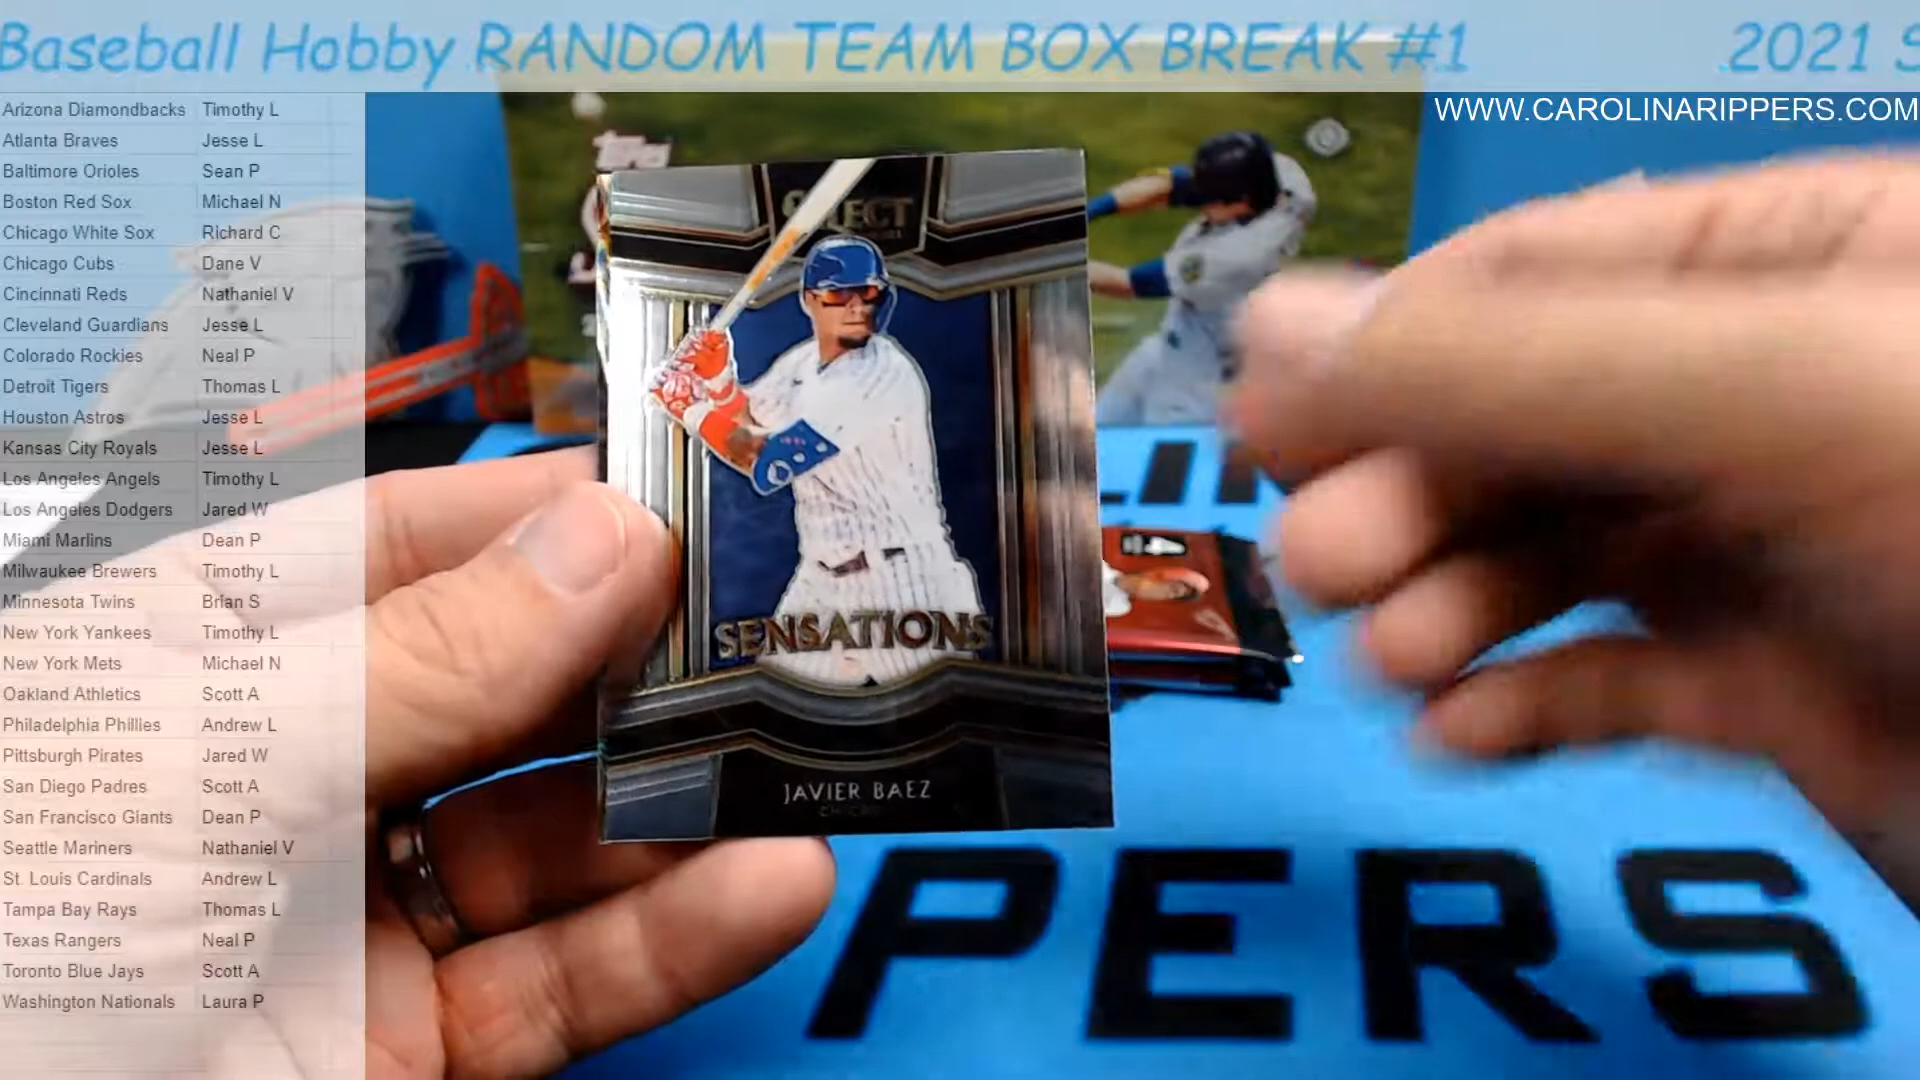 Baseball Hobby RANDOM TEAM BOX BREAK #1 2021 S
WWW.CAROLINARIPPERS.COM
Arizona Diamondbacks Timothy L
Atlanta Braves Jesse L
Baltimore Orioles Sean P
Boston Red Sox Michael N
Chicago White Sox Richard C
Chicago Cubs Dane V
Cincinnati Reds Nathaniel V
Cleveland Guardians Jesse L
Colorado Rockies Neal P
Detroit Tigers Thomas L
Houston Astros Jesse L
Kansas City Royals Jesse L
Los Angeles Angels Timothy L
Los Angeles Dodgers Jared W
Miami Marlins Dean P
Milwaukee Brewers Timothy L
Minnesota Twins Brian S
New York Yankees Timothy L
New York Mets Michael N
Oakland Athletics Scott A
Philadelphia Phillies Andrew L
Pittsburgh Pirates Jared W
San Diego Padres Scott A
San Francisco Giants Dean P
Seattle Mariners Nathaniel V
St. Louis Cardinals Andrew L
Tampa Bay Rays Thomas L
Texas Rangers Neal P
Toronto Blue Jays Scott A
Washington Nationals Laura P
Topps
SENSATIONS
JAVIER BAEZ
PERS